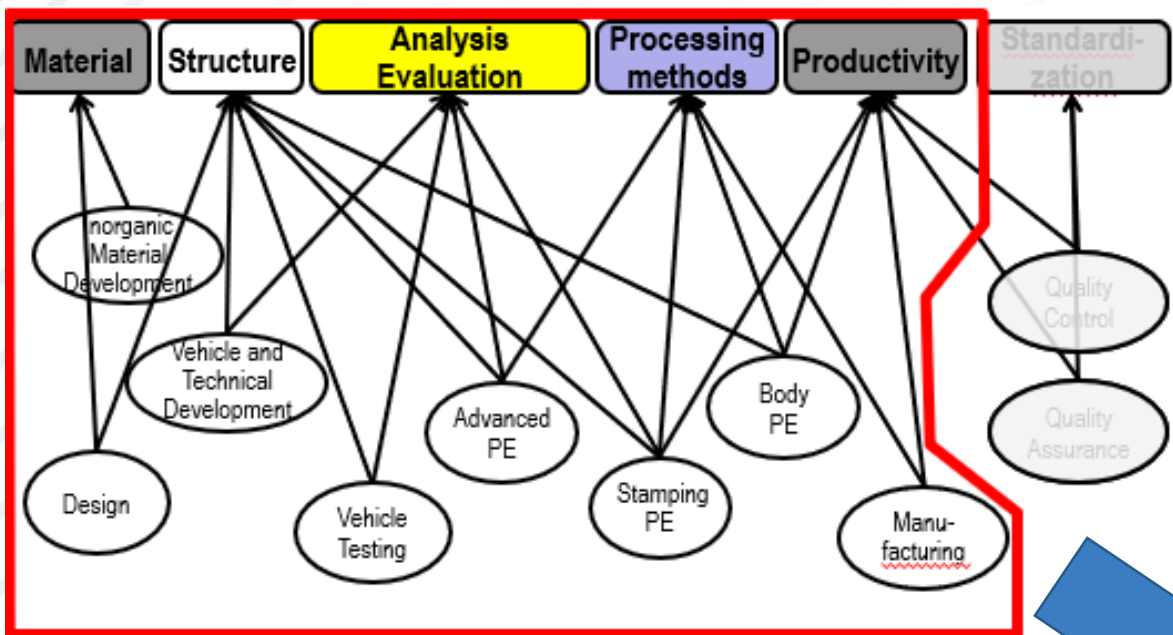 Material
Structure
Analysis
Evaluation
Processing
methods
Productivity
Standardi-
zation
Inorganic
Material
Development
Vehicle and
Technical
Development
Design
Vehicle
Testing
Advanced
PE
Stamping
PE
Body
PE
Manu-
facturing
Quality
Control
Quality
Assurance